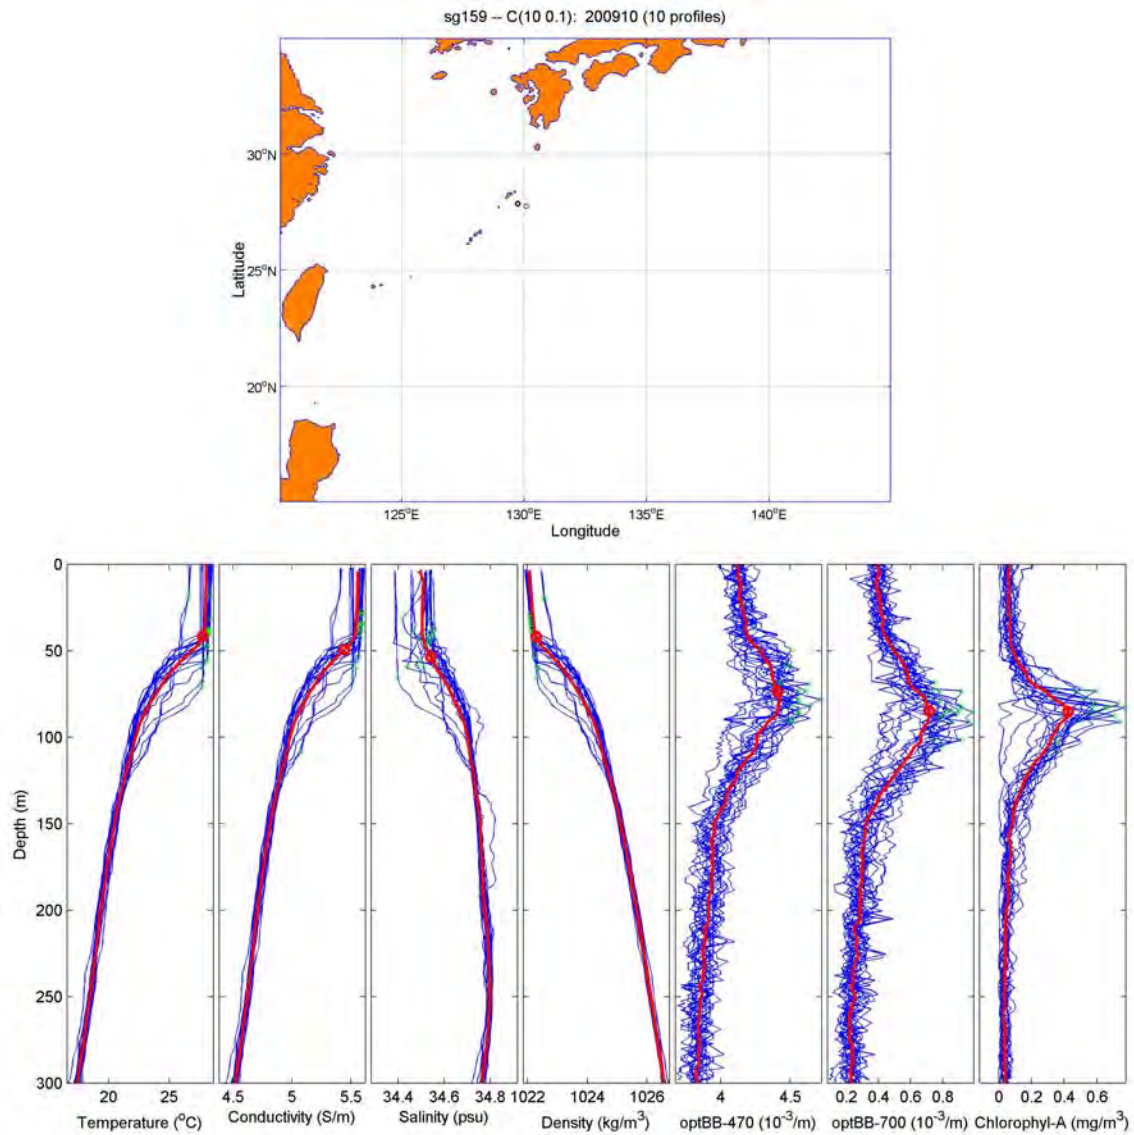 sg159 -- C(10 0.1): 200910 (10 profiles)
30°N
25°N
20°N
Latitude
125°E 130°E 135°E 140°E
Longitude
0
50
100
150
200
250
300
Depth (m)
20 25
Temperature (°C)
4.5 5 5.5
Conductivity (S/m)
34.4 34.6 34.8
Salinity (psu)
1022 1024 1026
Density (kg/m³)
4 4.5
optBB-470 (10⁻³/m)
0.2 0.4 0.6 0.8
optBB-700 (10⁻³/m)
0 0.2 0.4 0.6
Chlorophyl-A (mg/m³)